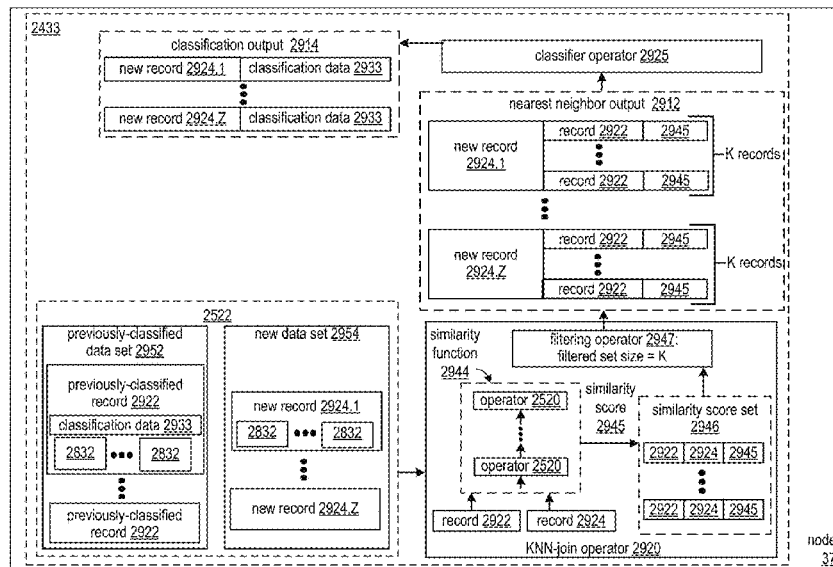 2433
classification output 2914
new record 2924.1 classification data 2933
new record 2924.Z classification data 2933
classifier operator 2925
nearest neighbor output 2912
new record 2924.1
record 2922 2945
record 2922 2945
K records
new record 2924.Z
record 2922 2945
record 2922 2945
K records
2522
previously-classified data set 2952
previously-classified record 2922
classification data 2933
2832 2832
previously-classified record 2922
new data set 2954
new record 2924.1
2832 2832
new record 2924.Z
similarity function 2944
filtering operator 2947:
filtered set size = K
operator 2520
operator 2520
record 2922
record 2924
similarity score 2945
similarity score set 2946
2922 2924 2945
2922 2924 2945
KNN-join operator 2920
node
37